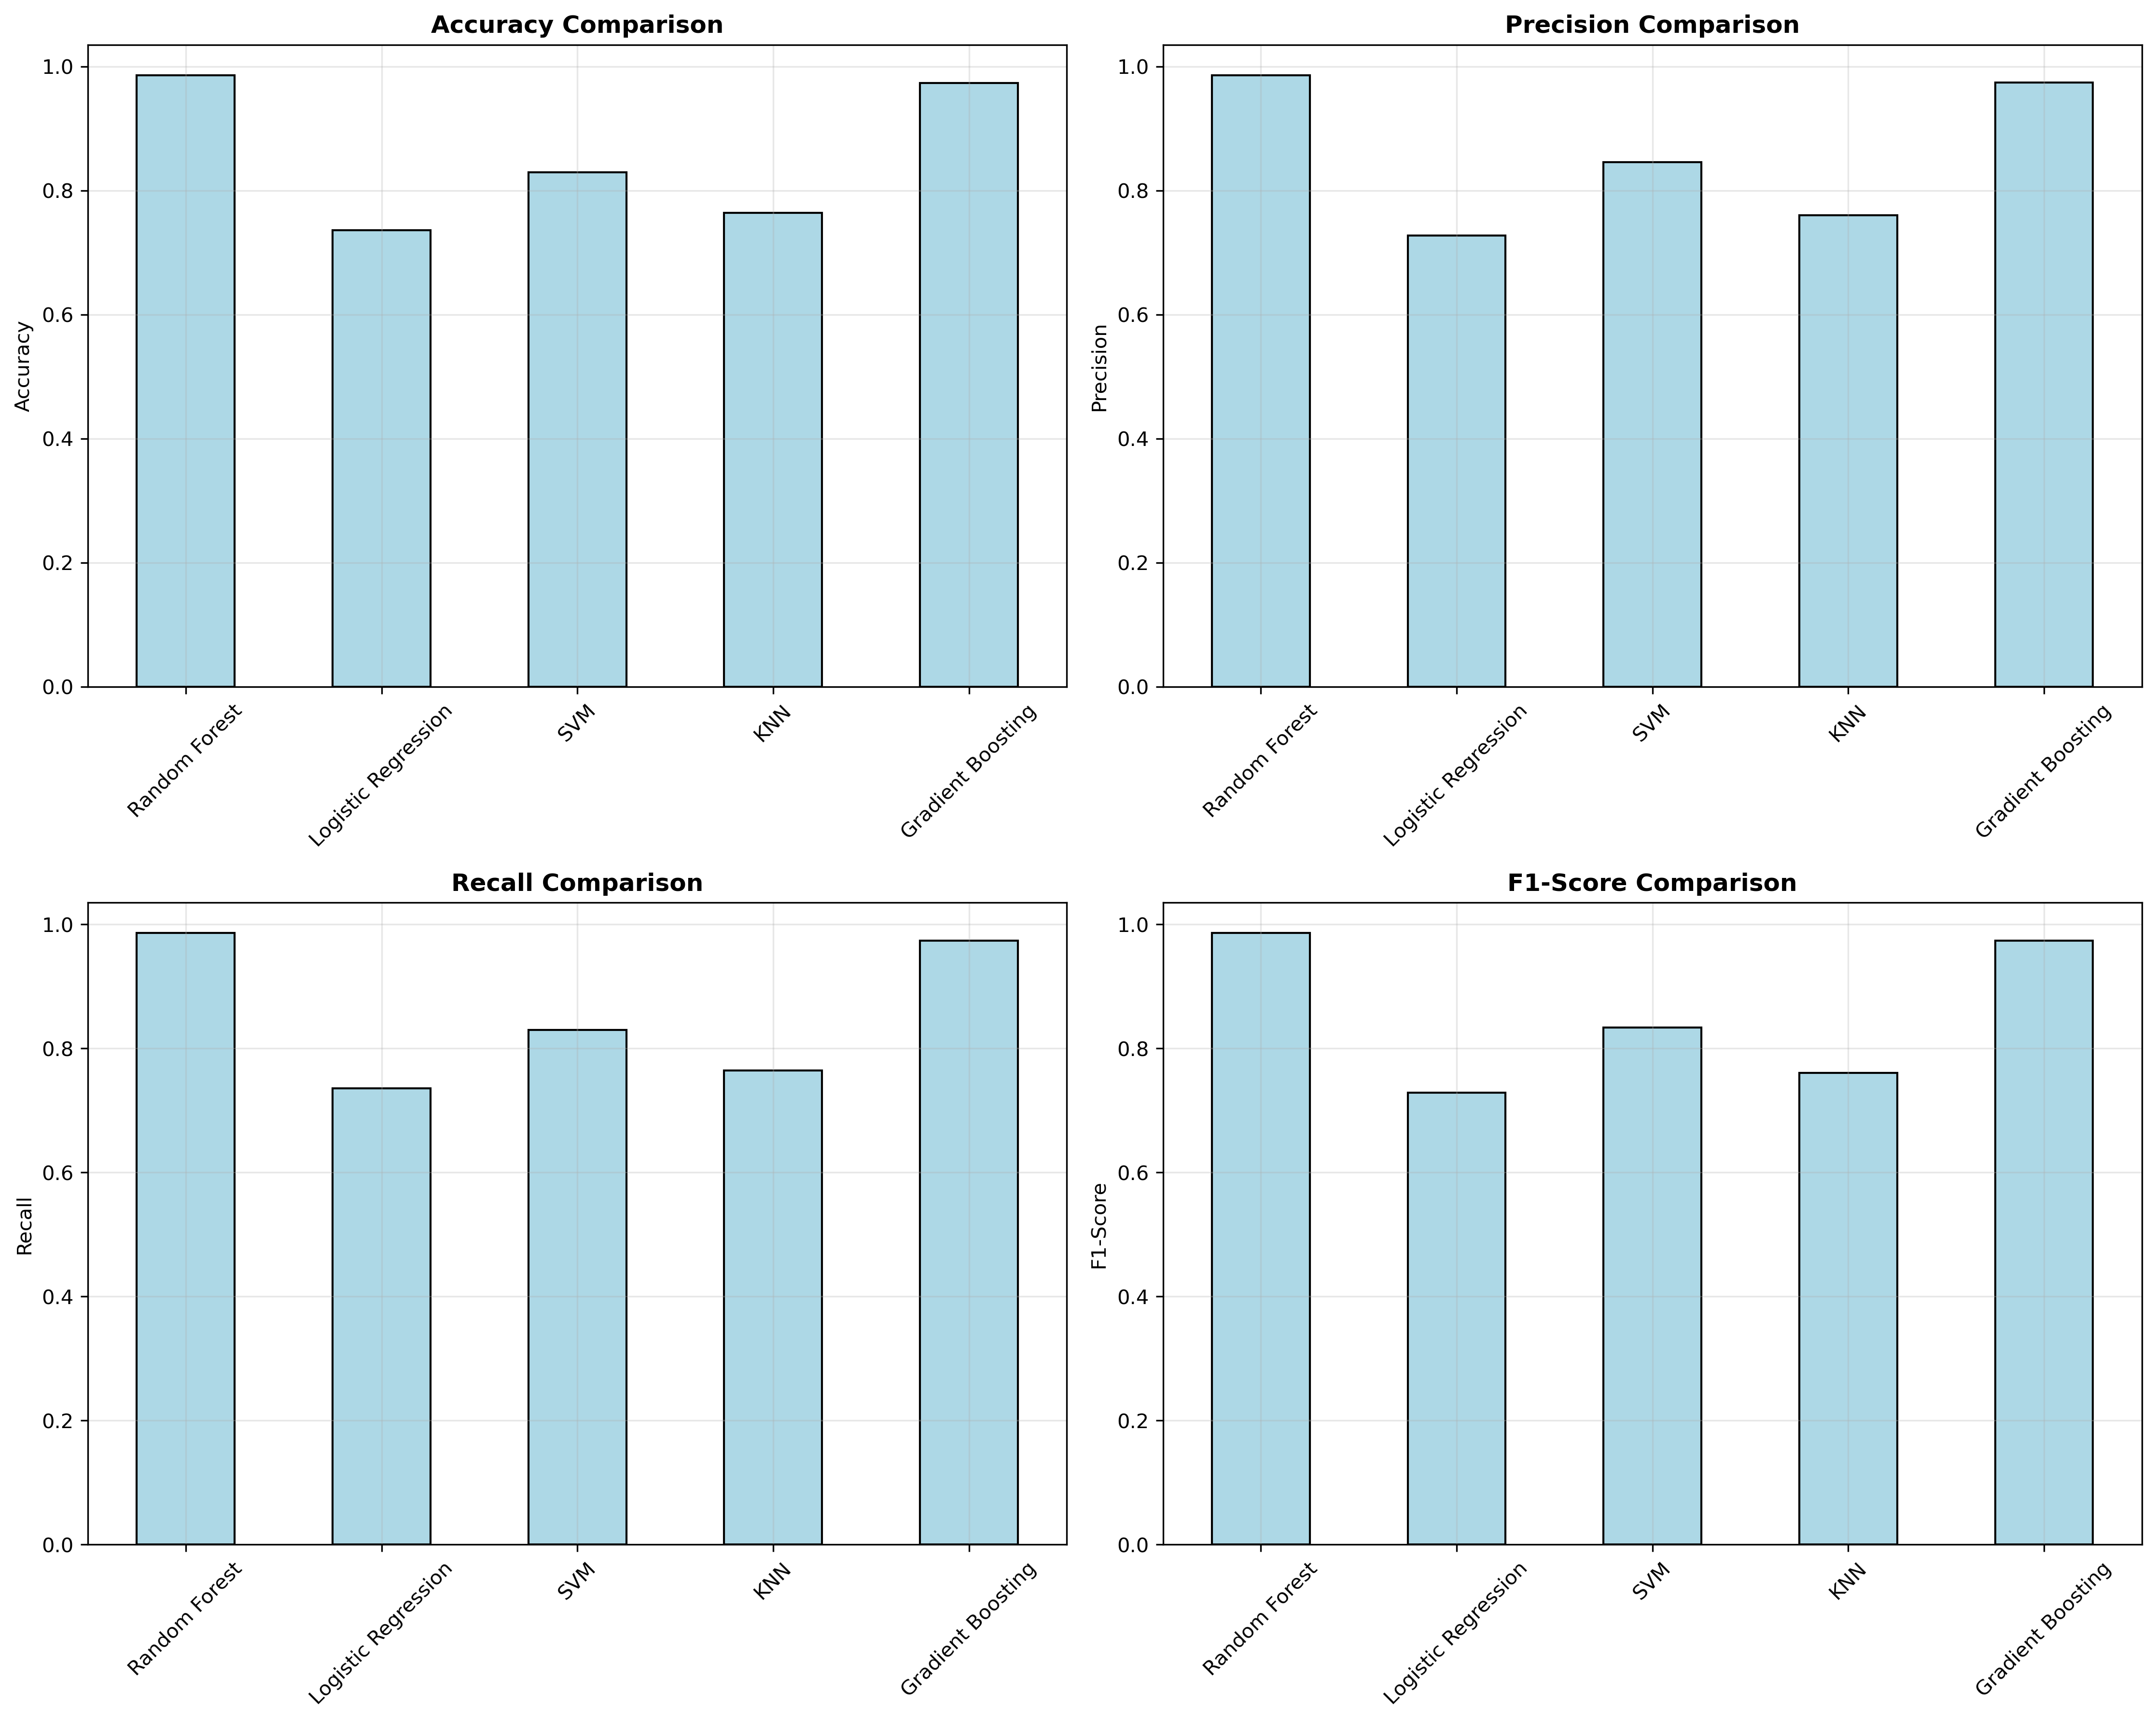 Accuracy Comparison
Accuracy
1.0
0.8
0.6
0.4
0.2
0.0
Random Forest
Logistic Regression
SVM
KNN
Gradient Boosting
Precision Comparison
Precision
1.0
0.8
0.6
0.4
0.2
0.0
Random Forest
Logistic Regression
SVM
KNN
Gradient Boosting
Recall Comparison
Recall
1.0
0.8
0.6
0.4
0.2
0.0
Random Forest
Logistic Regression
SVM
KNN
Gradient Boosting
F1-Score Comparison
F1-Score
1.0
0.8
0.6
0.4
0.2
0.0
Random Forest
Logistic Regression
SVM
KNN
Gradient Boosting